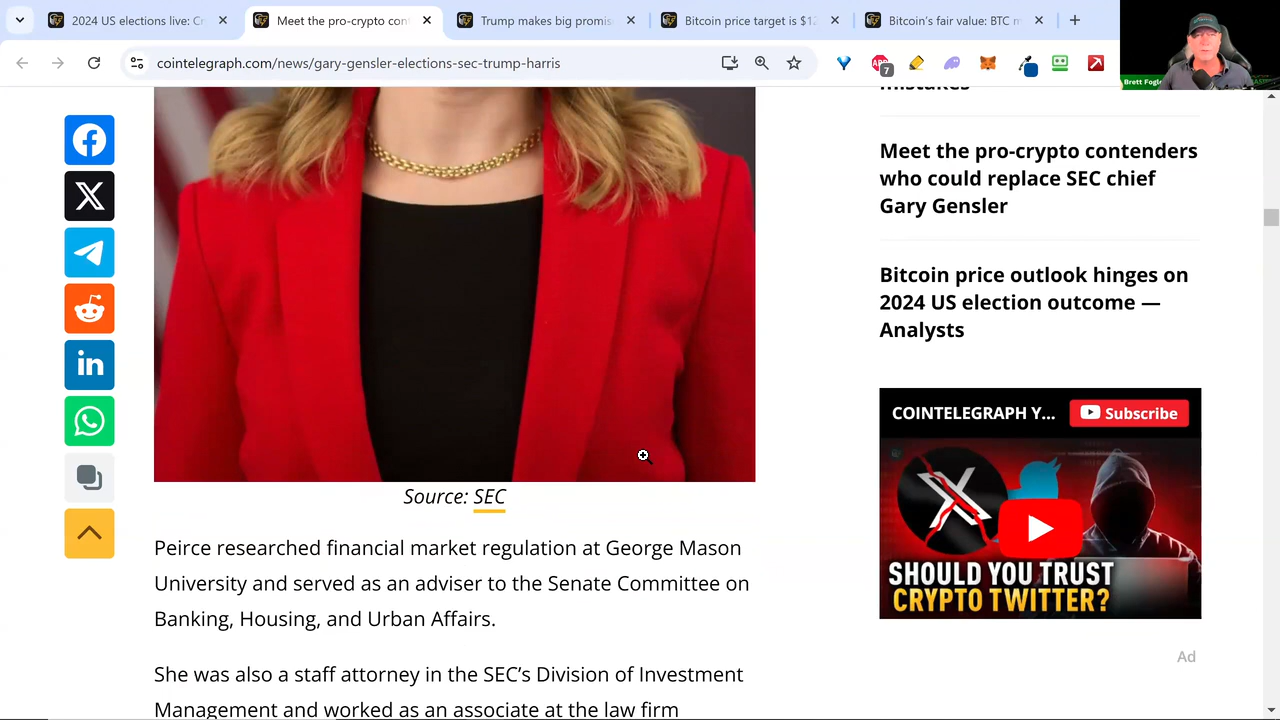 2024 US elections live: Cr
Meet the pro-crypto con
Trump makes big promis
Bitcoin price target is $12
Bitcoin's fair value: BTC m
cointelegraph.com/news/gary-gensler-elections-sec-trump-harris
7
Brett Fogle
mistakes
Meet the pro-crypto contenders
who could replace SEC chief
Gary Gensler
Bitcoin price outlook hinges on
2024 US election outcome —
Analysts
COINTELEGRAPH Y...
Subscribe
SHOULD YOU TRUST
CRYPTO TWITTER?
Ad
Source: SEC
Peirce researched financial market regulation at George Mason
University and served as an adviser to the Senate Committee on
Banking, Housing, and Urban Affairs.
She was also a staff attorney in the SEC's Division of Investment
Management and worked as an associate at the law firm